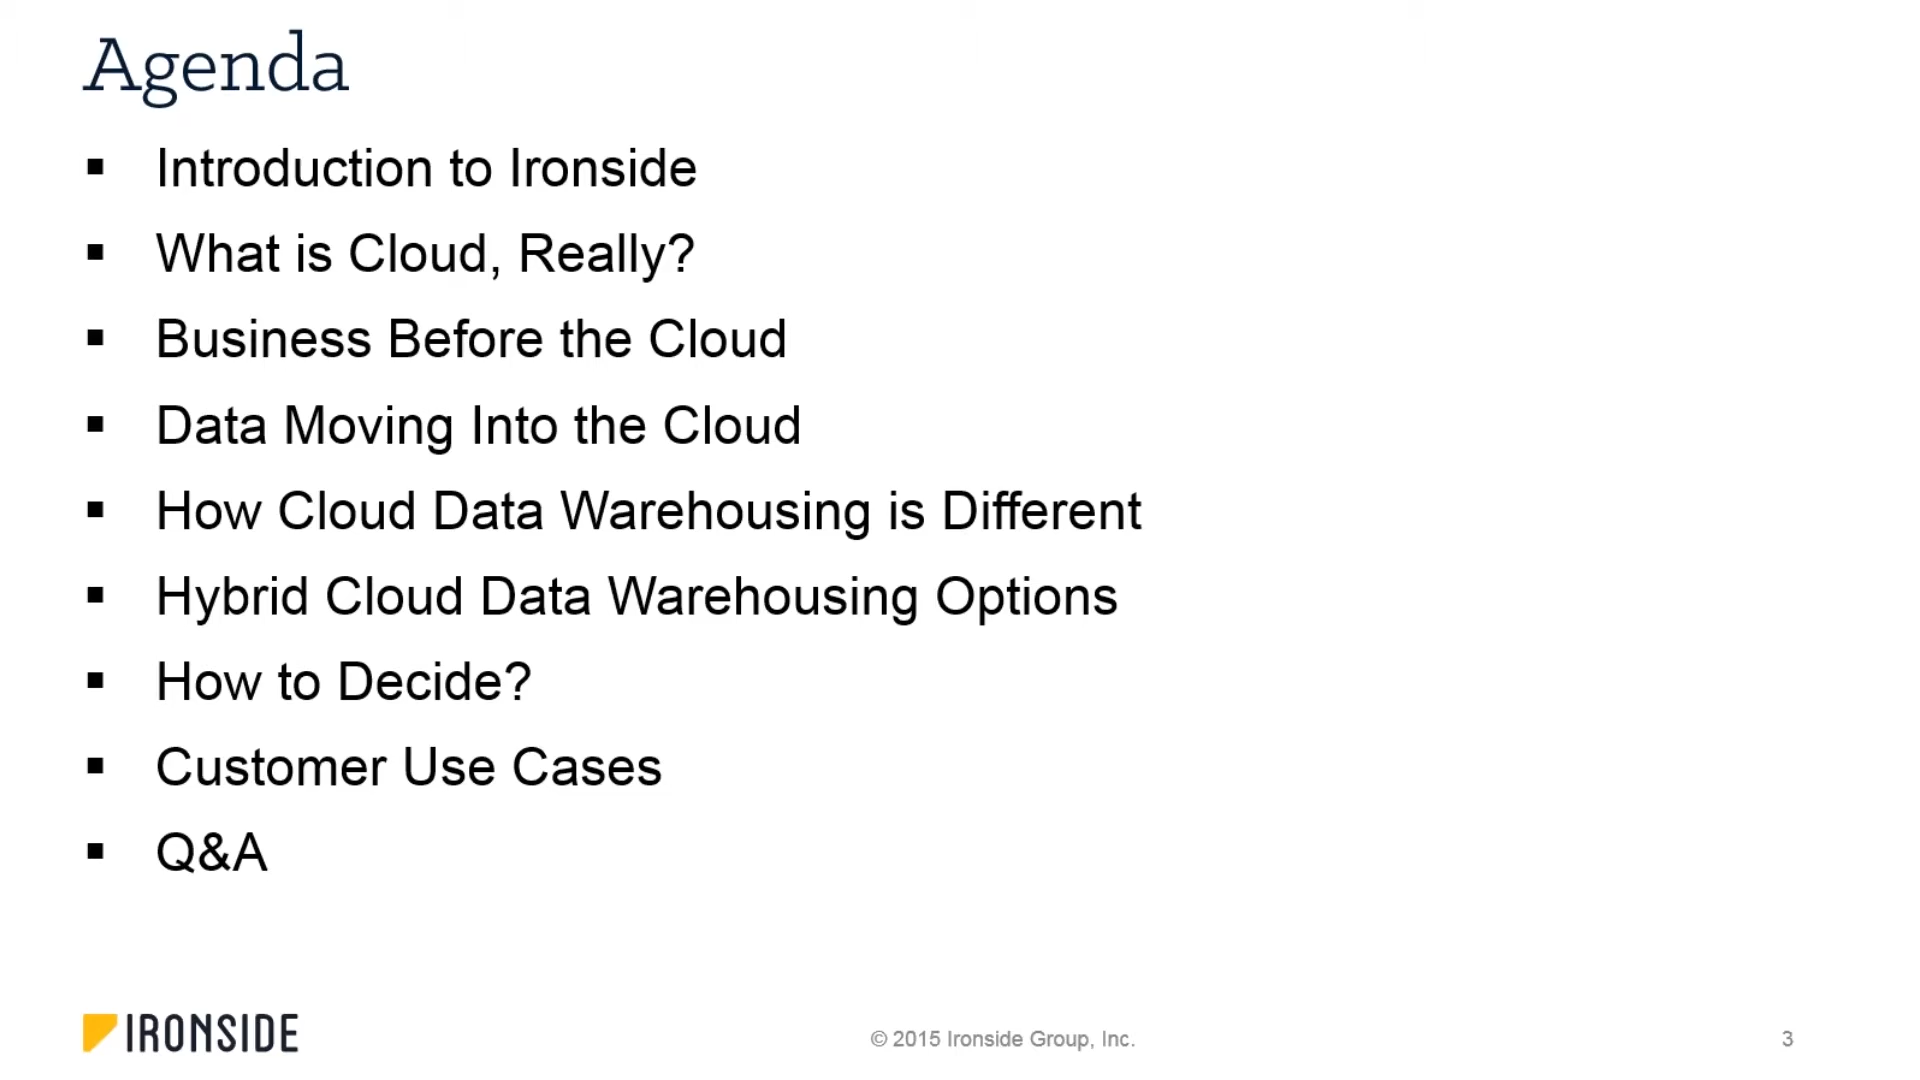 Agenda
▪ Introduction to Ironside
▪ What is Cloud, Really?
▪ Business Before the Cloud
▪ Data Moving Into the Cloud
▪ How Cloud Data Warehousing is Different
▪ Hybrid Cloud Data Warehousing Options
▪ How to Decide?
▪ Customer Use Cases
▪ Q&A
IRONSIDE
© 2015 Ironside Group, Inc.
3